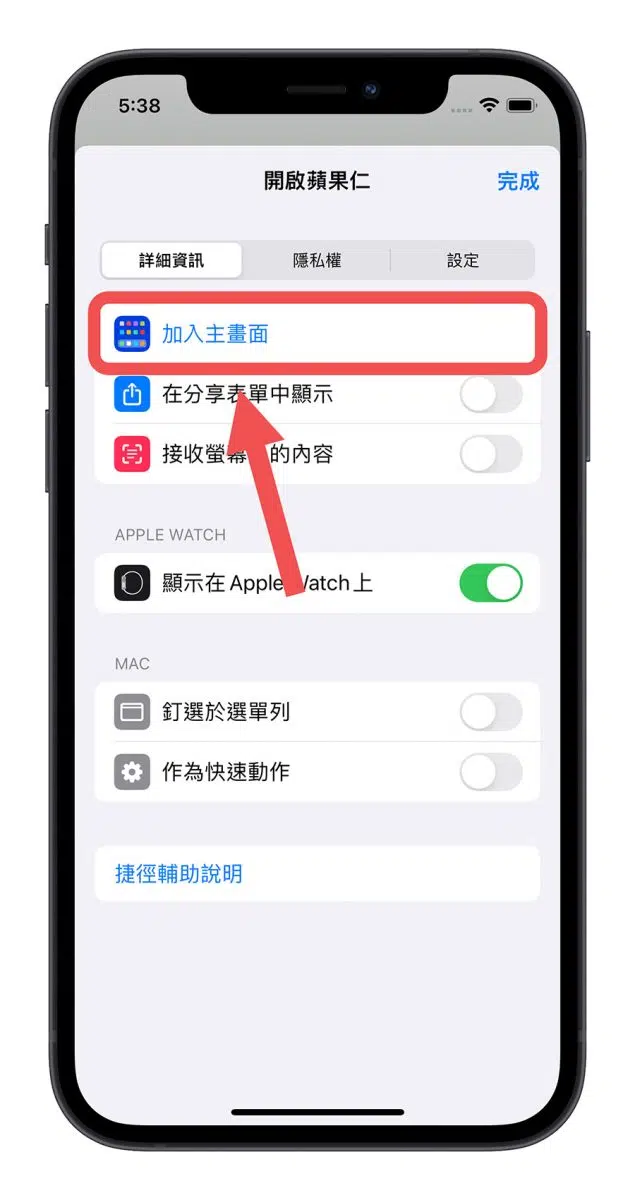 5:38
開啟蘋果仁
完成
詳細資訊 隱私權 設定
加入主畫面
在分享表單中顯示
接收螢幕 的內容
APPLE WATCH
顯示在 Apple Watch 上
MAC
釘選於選單列
作為快速動作
捷徑輔助說明